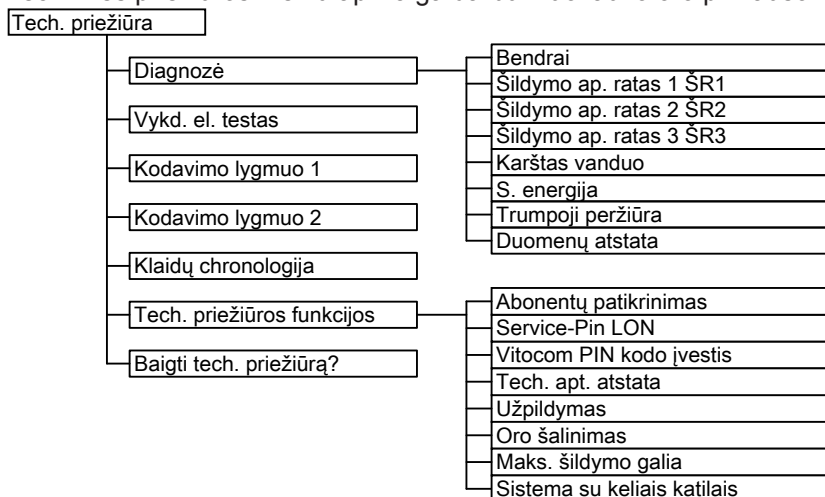 Tech. priežiūra
Diagnozė
Bendrai
Šildymo ap. ratas 1 ŠR1
Šildymo ap. ratas 2 ŠR2
Šildymo ap. ratas 3 ŠR3
Karštas vanduo
S. energija
Trumpoji peržiūra
Duomenų atstata
Vykd. el. testas
Kodavimo lygmuo 1
Kodavimo lygmuo 2
Klaidų chronologija
Tech. priežiūros funkcijos
Abonentų patikrinimas
Service-Pin LON
Vitocom PIN kodo įvestis
Tech. apt. atstata
Užpildymas
Oro šalinimas
Maks. šildymo galia
Sistema su keliais katilais
Baigti tech. priežiūrą?